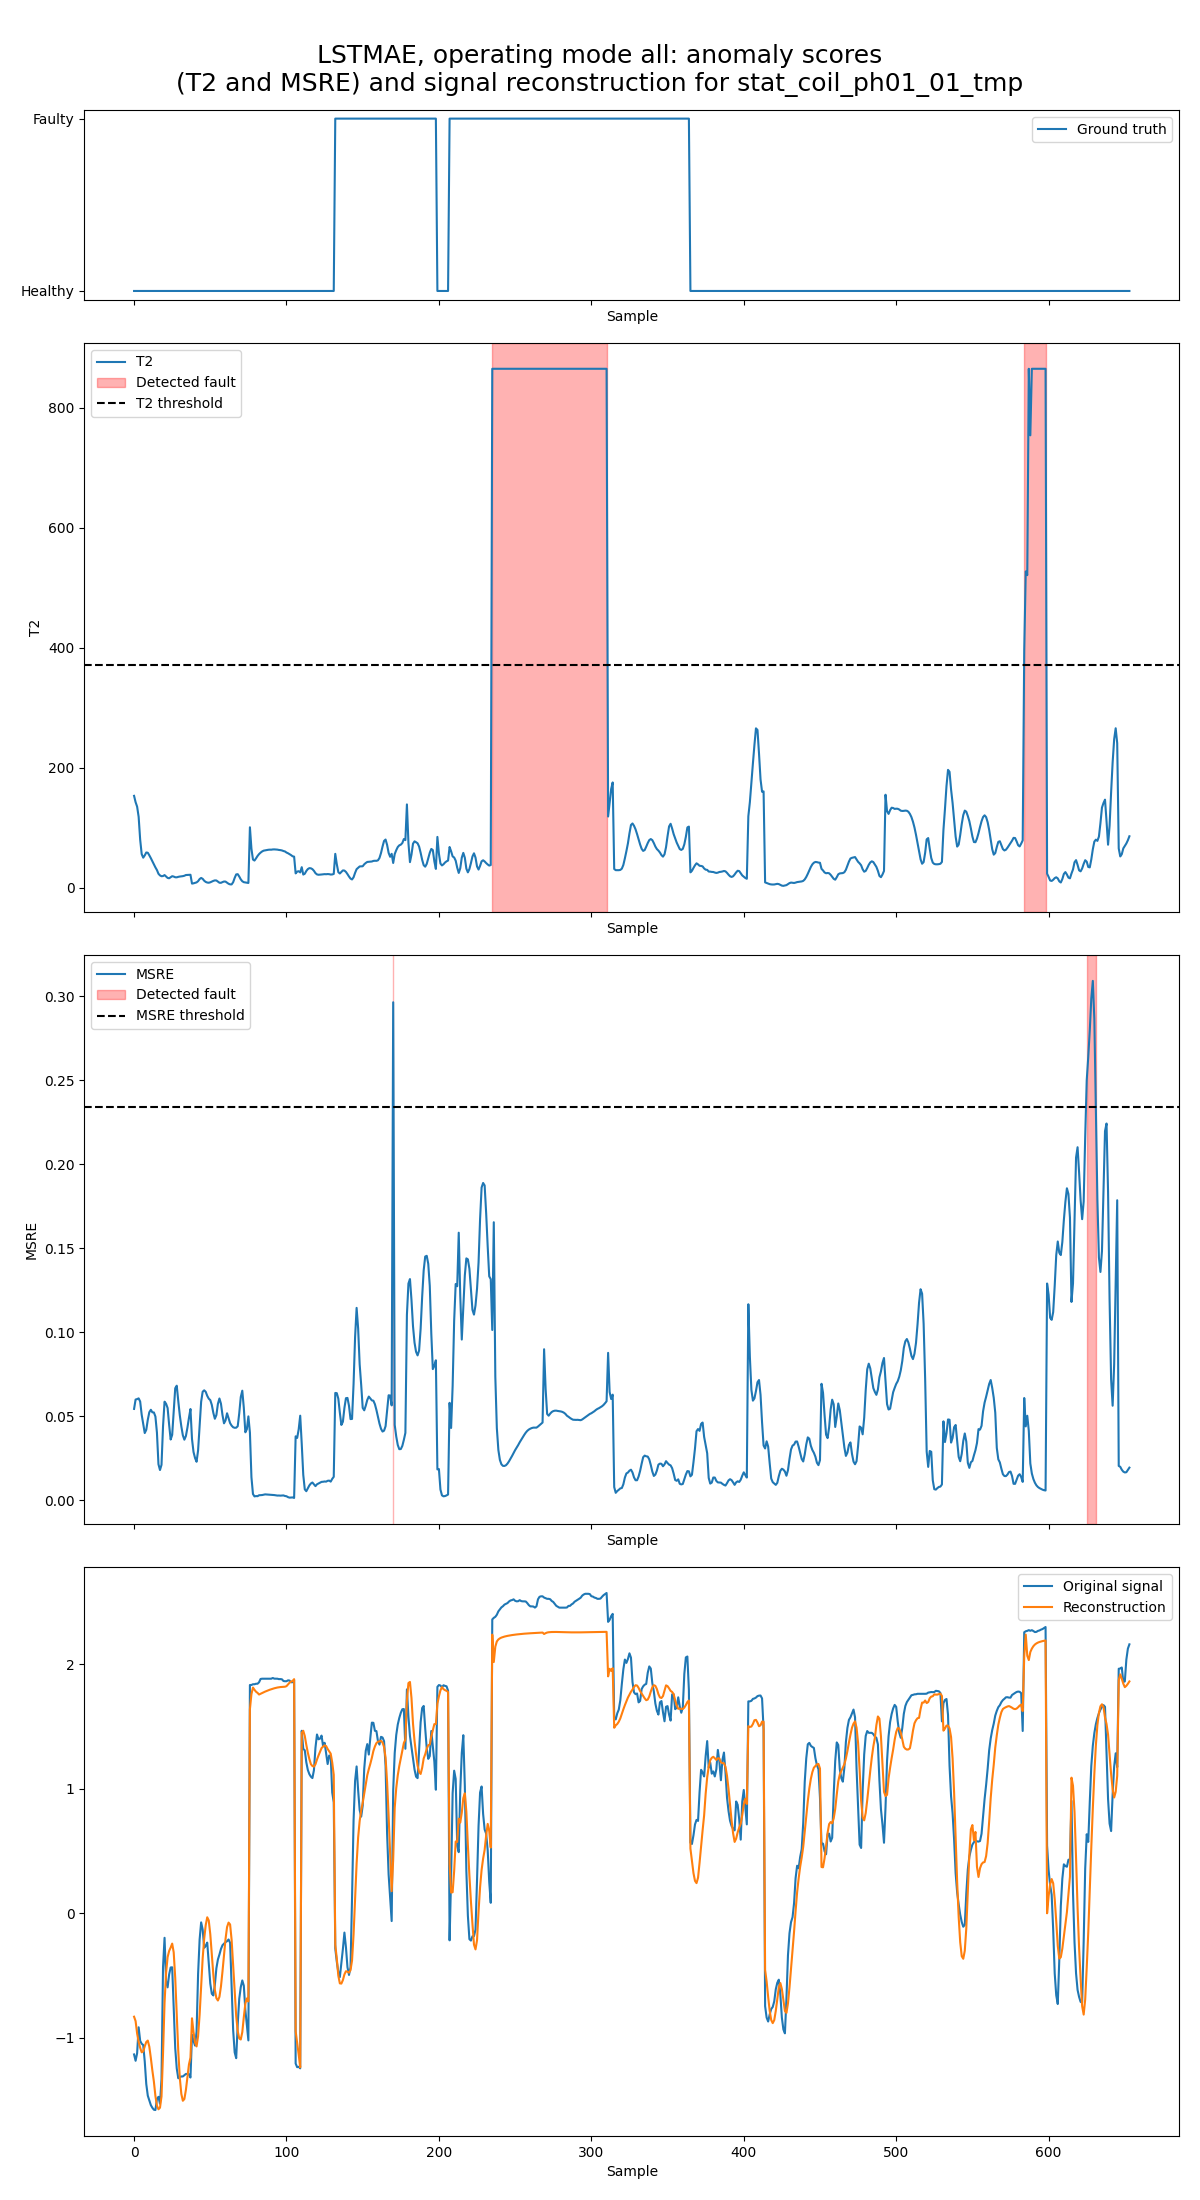 LSTMAE, operating mode all: anomaly scores
(T2 and MSRE) and signal reconstruction for stat_coil_ph01_01_tmp
Faulty
Healthy
Ground truth
Sample
T2
Detected fault
T2 threshold
800
600
400
200
0
T2
Sample
MSRE
Detected fault
MSRE threshold
0.30
0.25
0.20
0.15
0.10
0.05
0.00
MSRE
Sample
Original signal
Reconstruction
2
1
0
−1
0 100 200 300 400 500 600
Sample